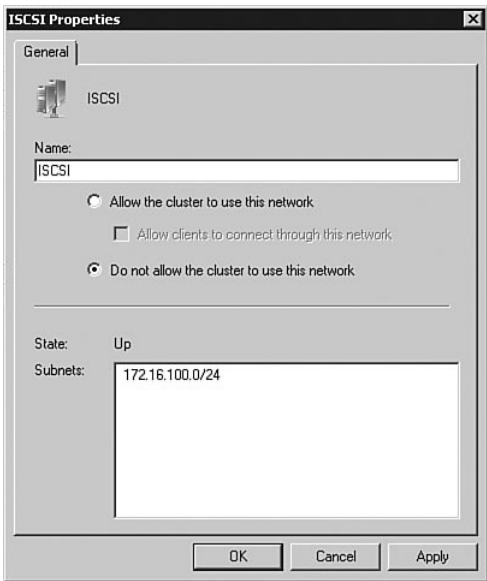 ISCSI Properties
General
ISCSI
Name:
ISCSI
Allow the cluster to use this network
Allow clients to connect through this network
Do not allow the cluster to use this network
State: Up
Subnets: 172.16.100.0/24
OK Cancel Apply